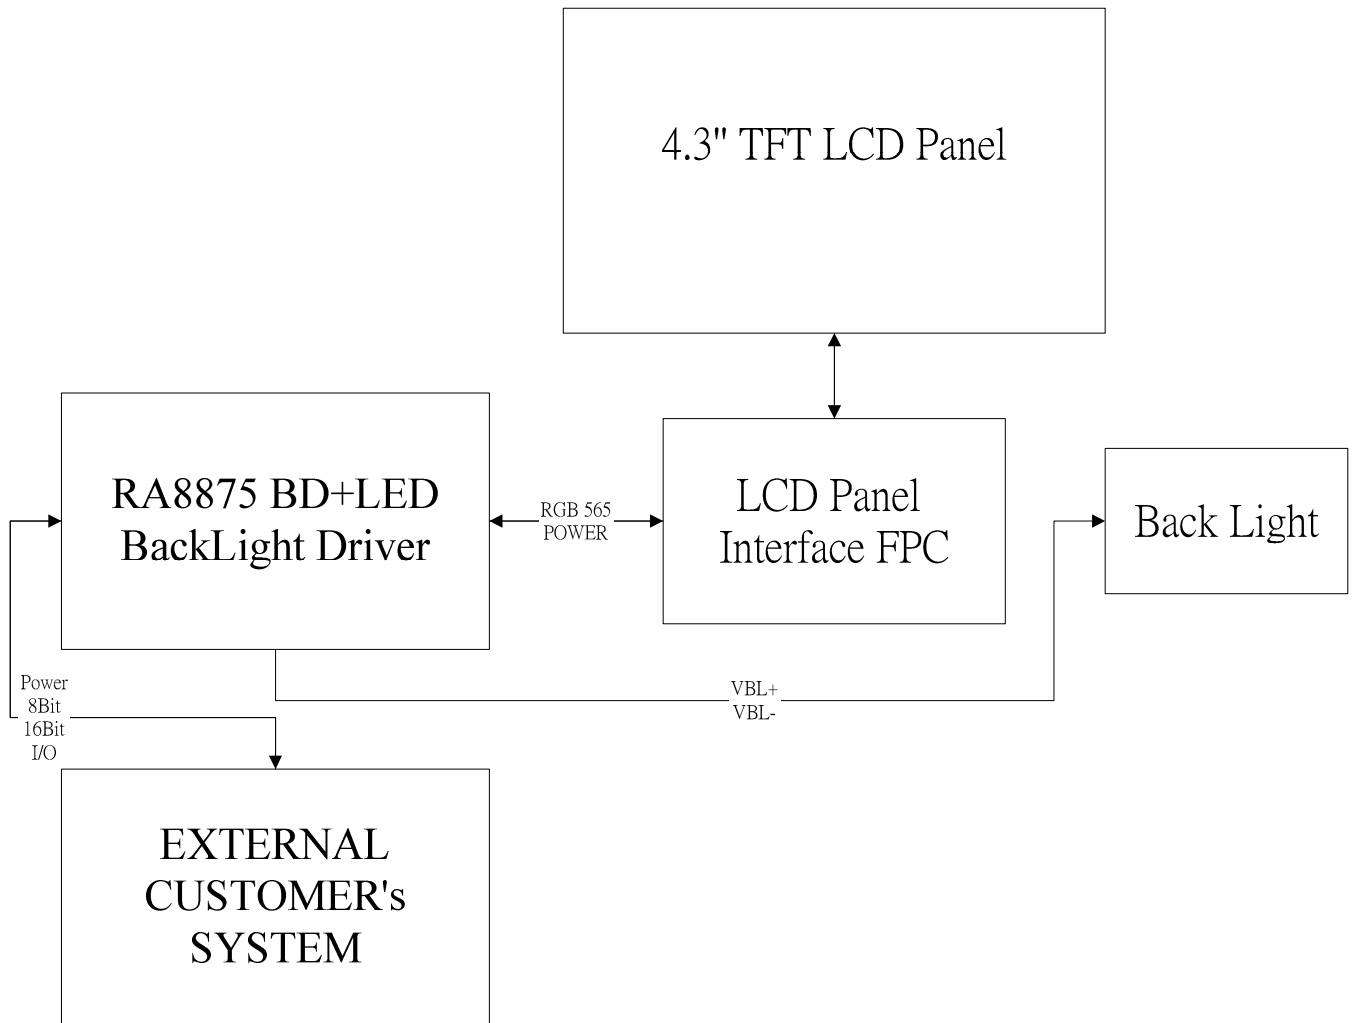 4.3" TFT LCD Panel
RA8875 BD+LED
BackLight Driver
RGB 565
POWER
LCD Panel
Interface FPC
Back Light
Power
8Bit
16Bit
I/O
VBL+
VBL-
EXTERNAL
CUSTOMER's
SYSTEM